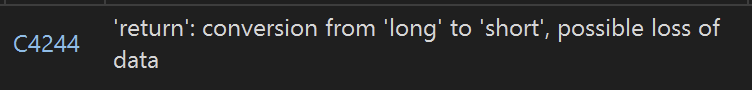 C4244
'return': conversion from 'long' to 'short', possible loss of
data